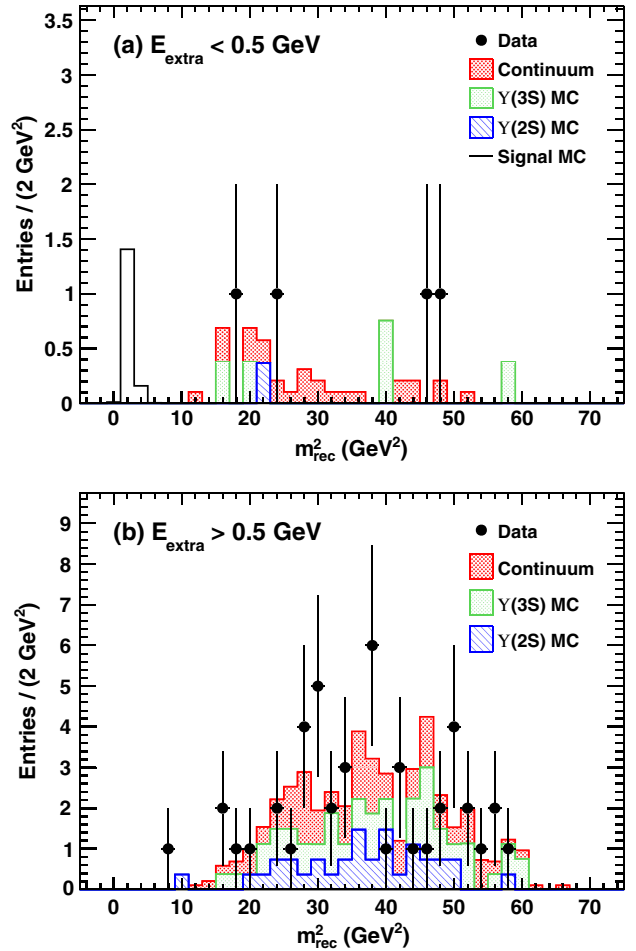 (a) E_extra < 0.5 GeV
Data
Continuum
ϒ(3S) MC
ϒ(2S) MC
Signal MC
Entries / (2 GeV²)
3.5
3
2.5
2
1.5
1
0.5
0
0 10 20 30 40 50 60 70
m²_rec (GeV²)
(b) E_extra > 0.5 GeV
Data
Continuum
ϒ(3S) MC
ϒ(2S) MC
Entries / (2 GeV²)
9
8
7
6
5
4
3
2
1
0
0 10 20 30 40 50 60 70
m²_rec (GeV²)